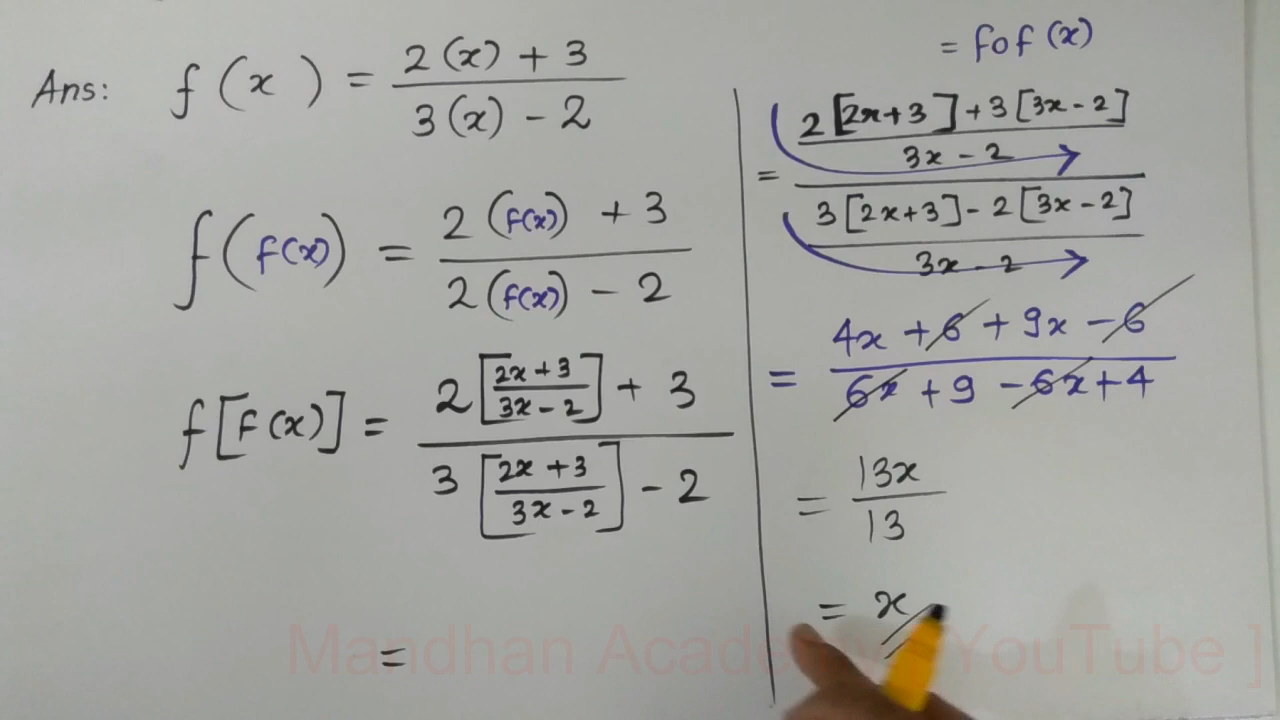 Ans: f(x) = 2(x) + 3 / 3(x) - 2
f(f(x)) = 2(f(x)) + 3 / 2(f(x)) - 2
f[f(x)] = 2[2x + 3 / 3x - 2] + 3 / 3[2x + 3 / 3x - 2] - 2
=
= fof(x)
= 2[2x+3] + 3[3x - 2] / 3x - 2 / 3[2x+3] - 2[3x - 2] / 3x - 2
= 4x + 6 + 9x - 6 / 6x + 9 - 6x + 4
= 13x / 13
= x
Mandhan Academy YouTube ]